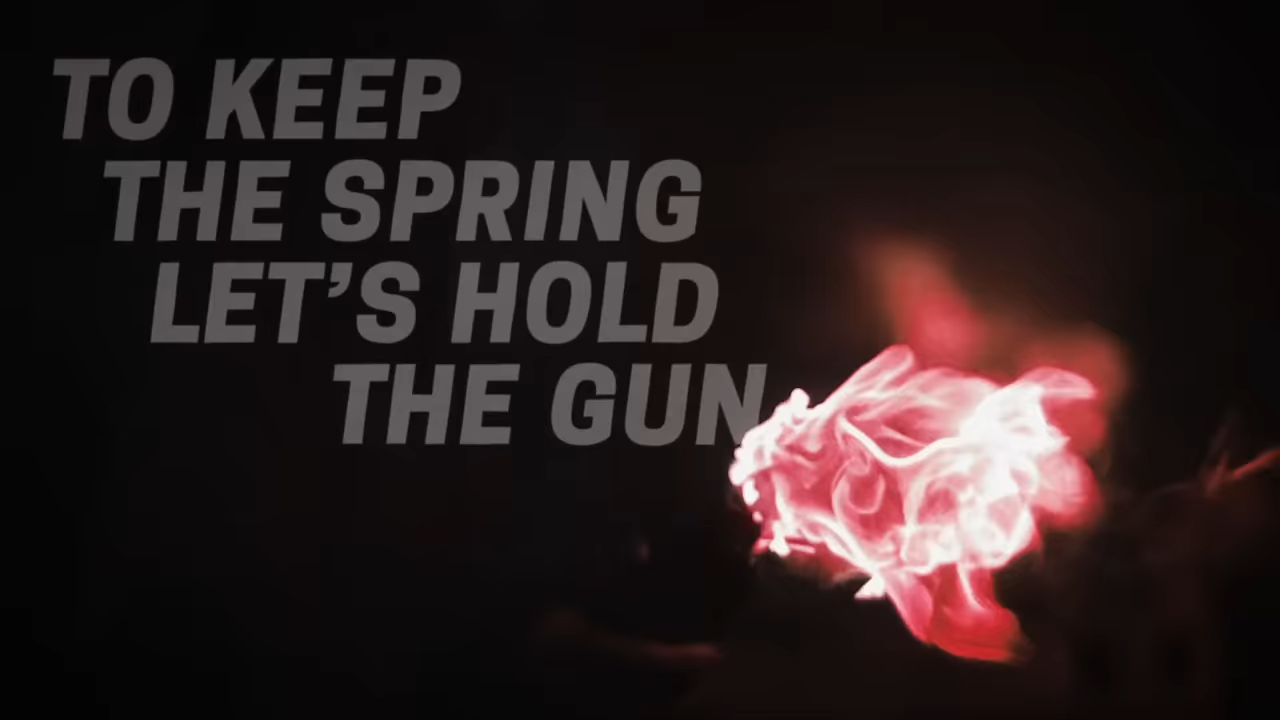 TO KEEP
THE SPRING
LET’S HOLD
THE GUN